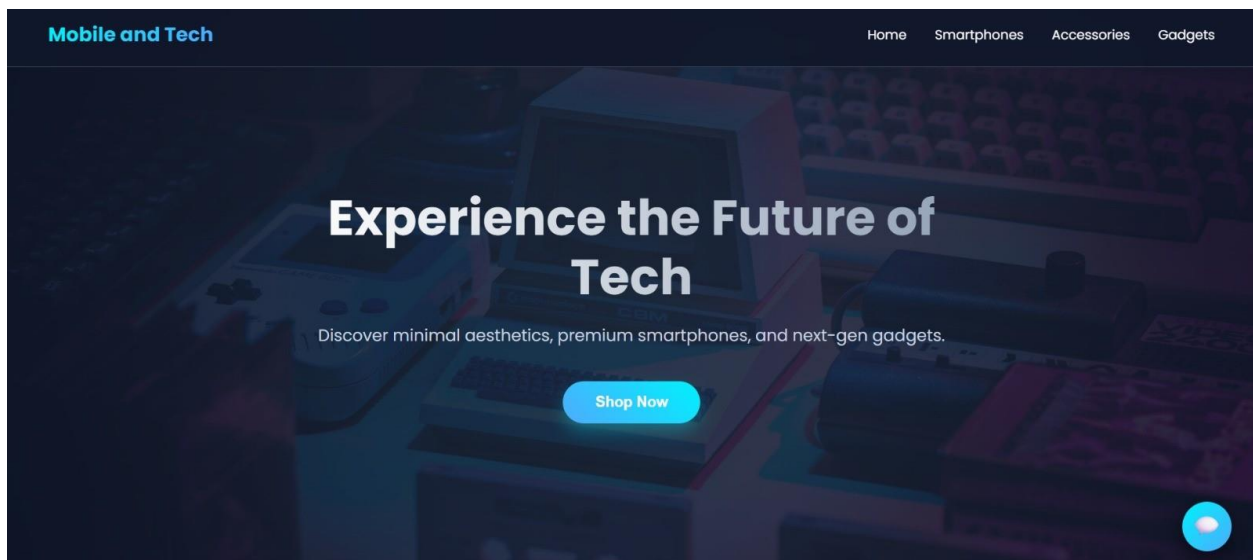 Mobile and Tech
Home Smartphones Accessories Gadgets
Experience the Future of
Tech
CBM
Discover minimal aesthetics, premium smartphones, and next-gen gadgets.
Shop Now